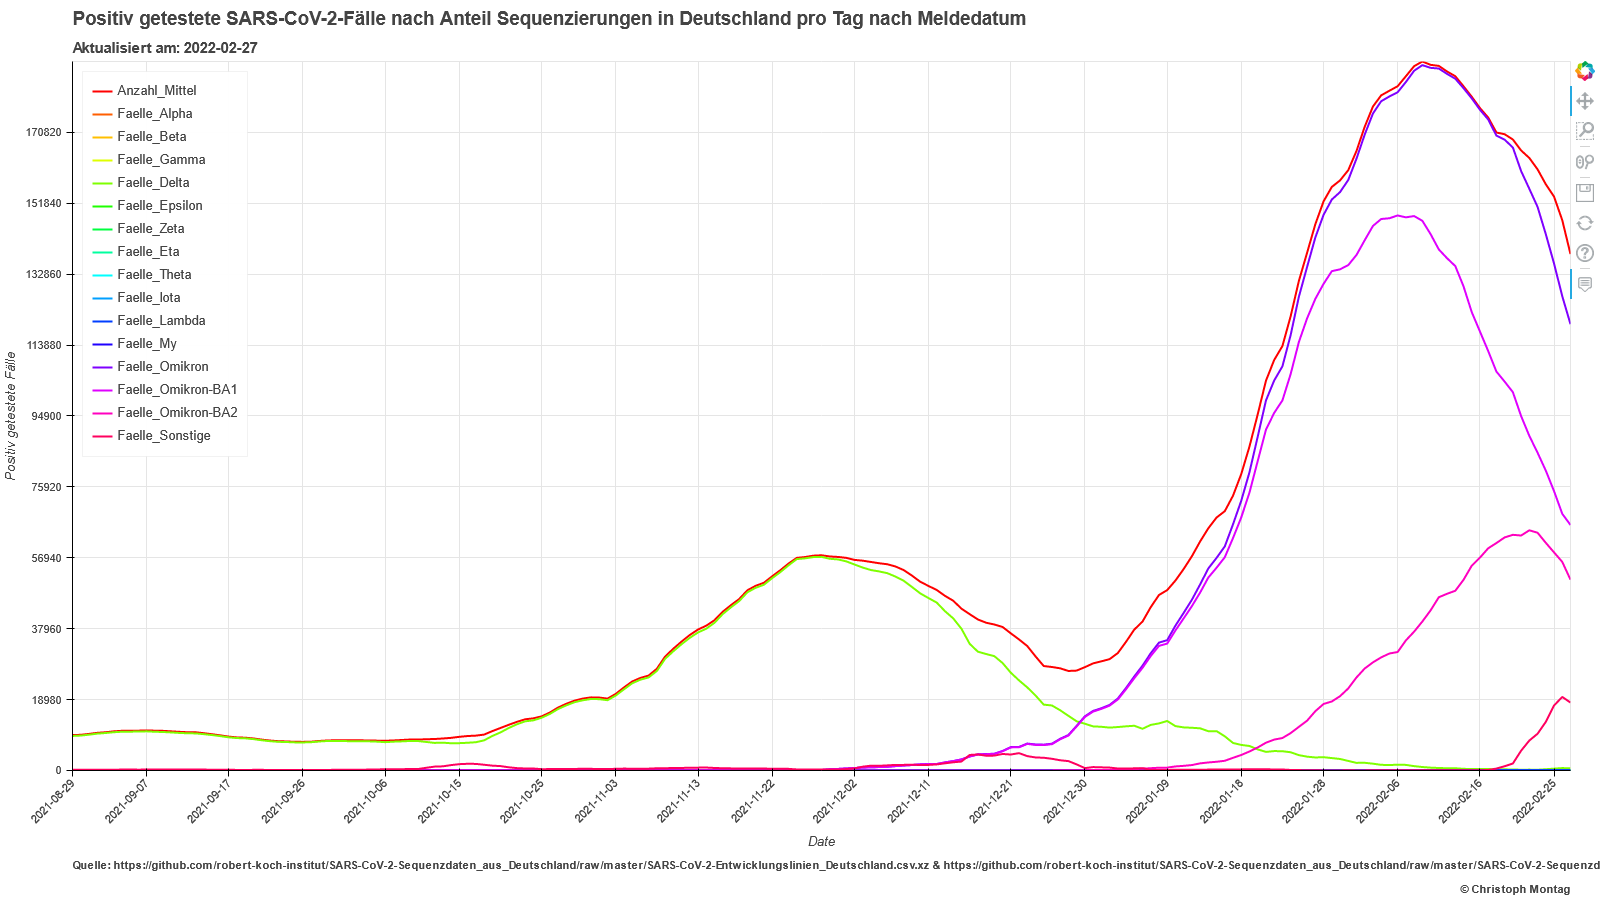 Positiv getestete SARS-CoV-2-Fälle nach Anteil Sequenzierungen in Deutschland pro Tag nach Meldedatum
Aktualisiert am: 2022-02-27
Anzahl_Mittel
Faelle_Alpha
Faelle_Beta
Faelle_Gamma
Faelle_Delta
Faelle_Epsilon
Faelle_Zeta
Faelle_Eta
Faelle_Theta
Faelle_Iota
Faelle_Lambda
Faelle_My
Faelle_Omikron
Faelle_Omikron-BA1
Faelle_Omikron-BA2
Faelle_Sonstige
Positiv getestete Fälle
170820
151840
132860
113880
94900
75920
56940
37960
18980
0
2021-08-29
2021-09-07
2021-09-17
2021-09-26
2021-10-06
2021-10-15
2021-10-25
2021-11-03
2021-11-13
2021-11-22
2021-12-02
2021-12-11
2021-12-21
2021-12-30
2022-01-09
2022-01-18
2022-01-28
2022-02-06
2022-02-16
2022-02-25
Date
Quelle: https://github.com/robert-koch-institut/SARS-CoV-2-Sequenzdaten_aus_Deutschland/raw/master/SARS-CoV-2-Entwicklungslinien_Deutschland.csv.xz & https://github.com/robert-koch-institut/SARS-CoV-2-Sequenzdaten_aus_Deutschland/raw/master/SARS-CoV-2-Sequenzd
© Christoph Montag